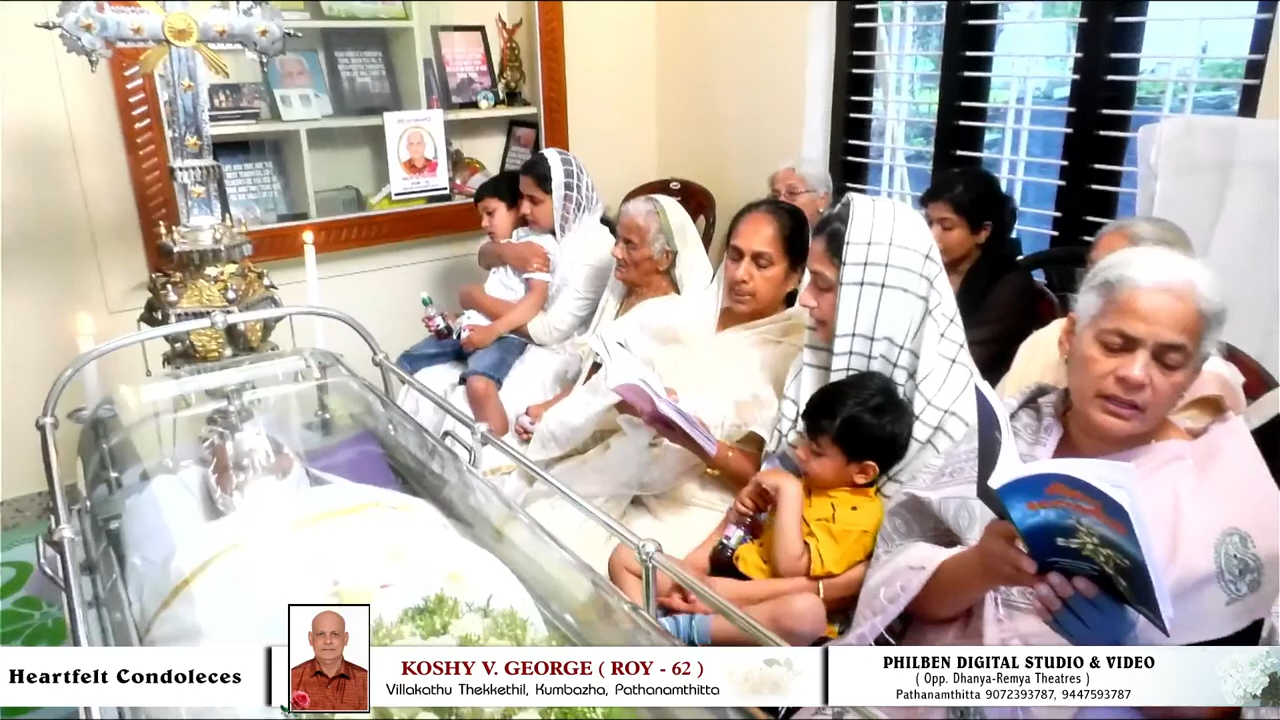 Heartfelt Condoleces
KOSHY V. GEORGE ( ROY - 62 )
Villakathu Thekkethil, Kumbazha, Pathanamthitta
PHILBEN DIGITAL STUDIO & VIDEO
( Opp. Dhanya-Remya Theatres )
Pathanamthitta 9072393787, 9447593787